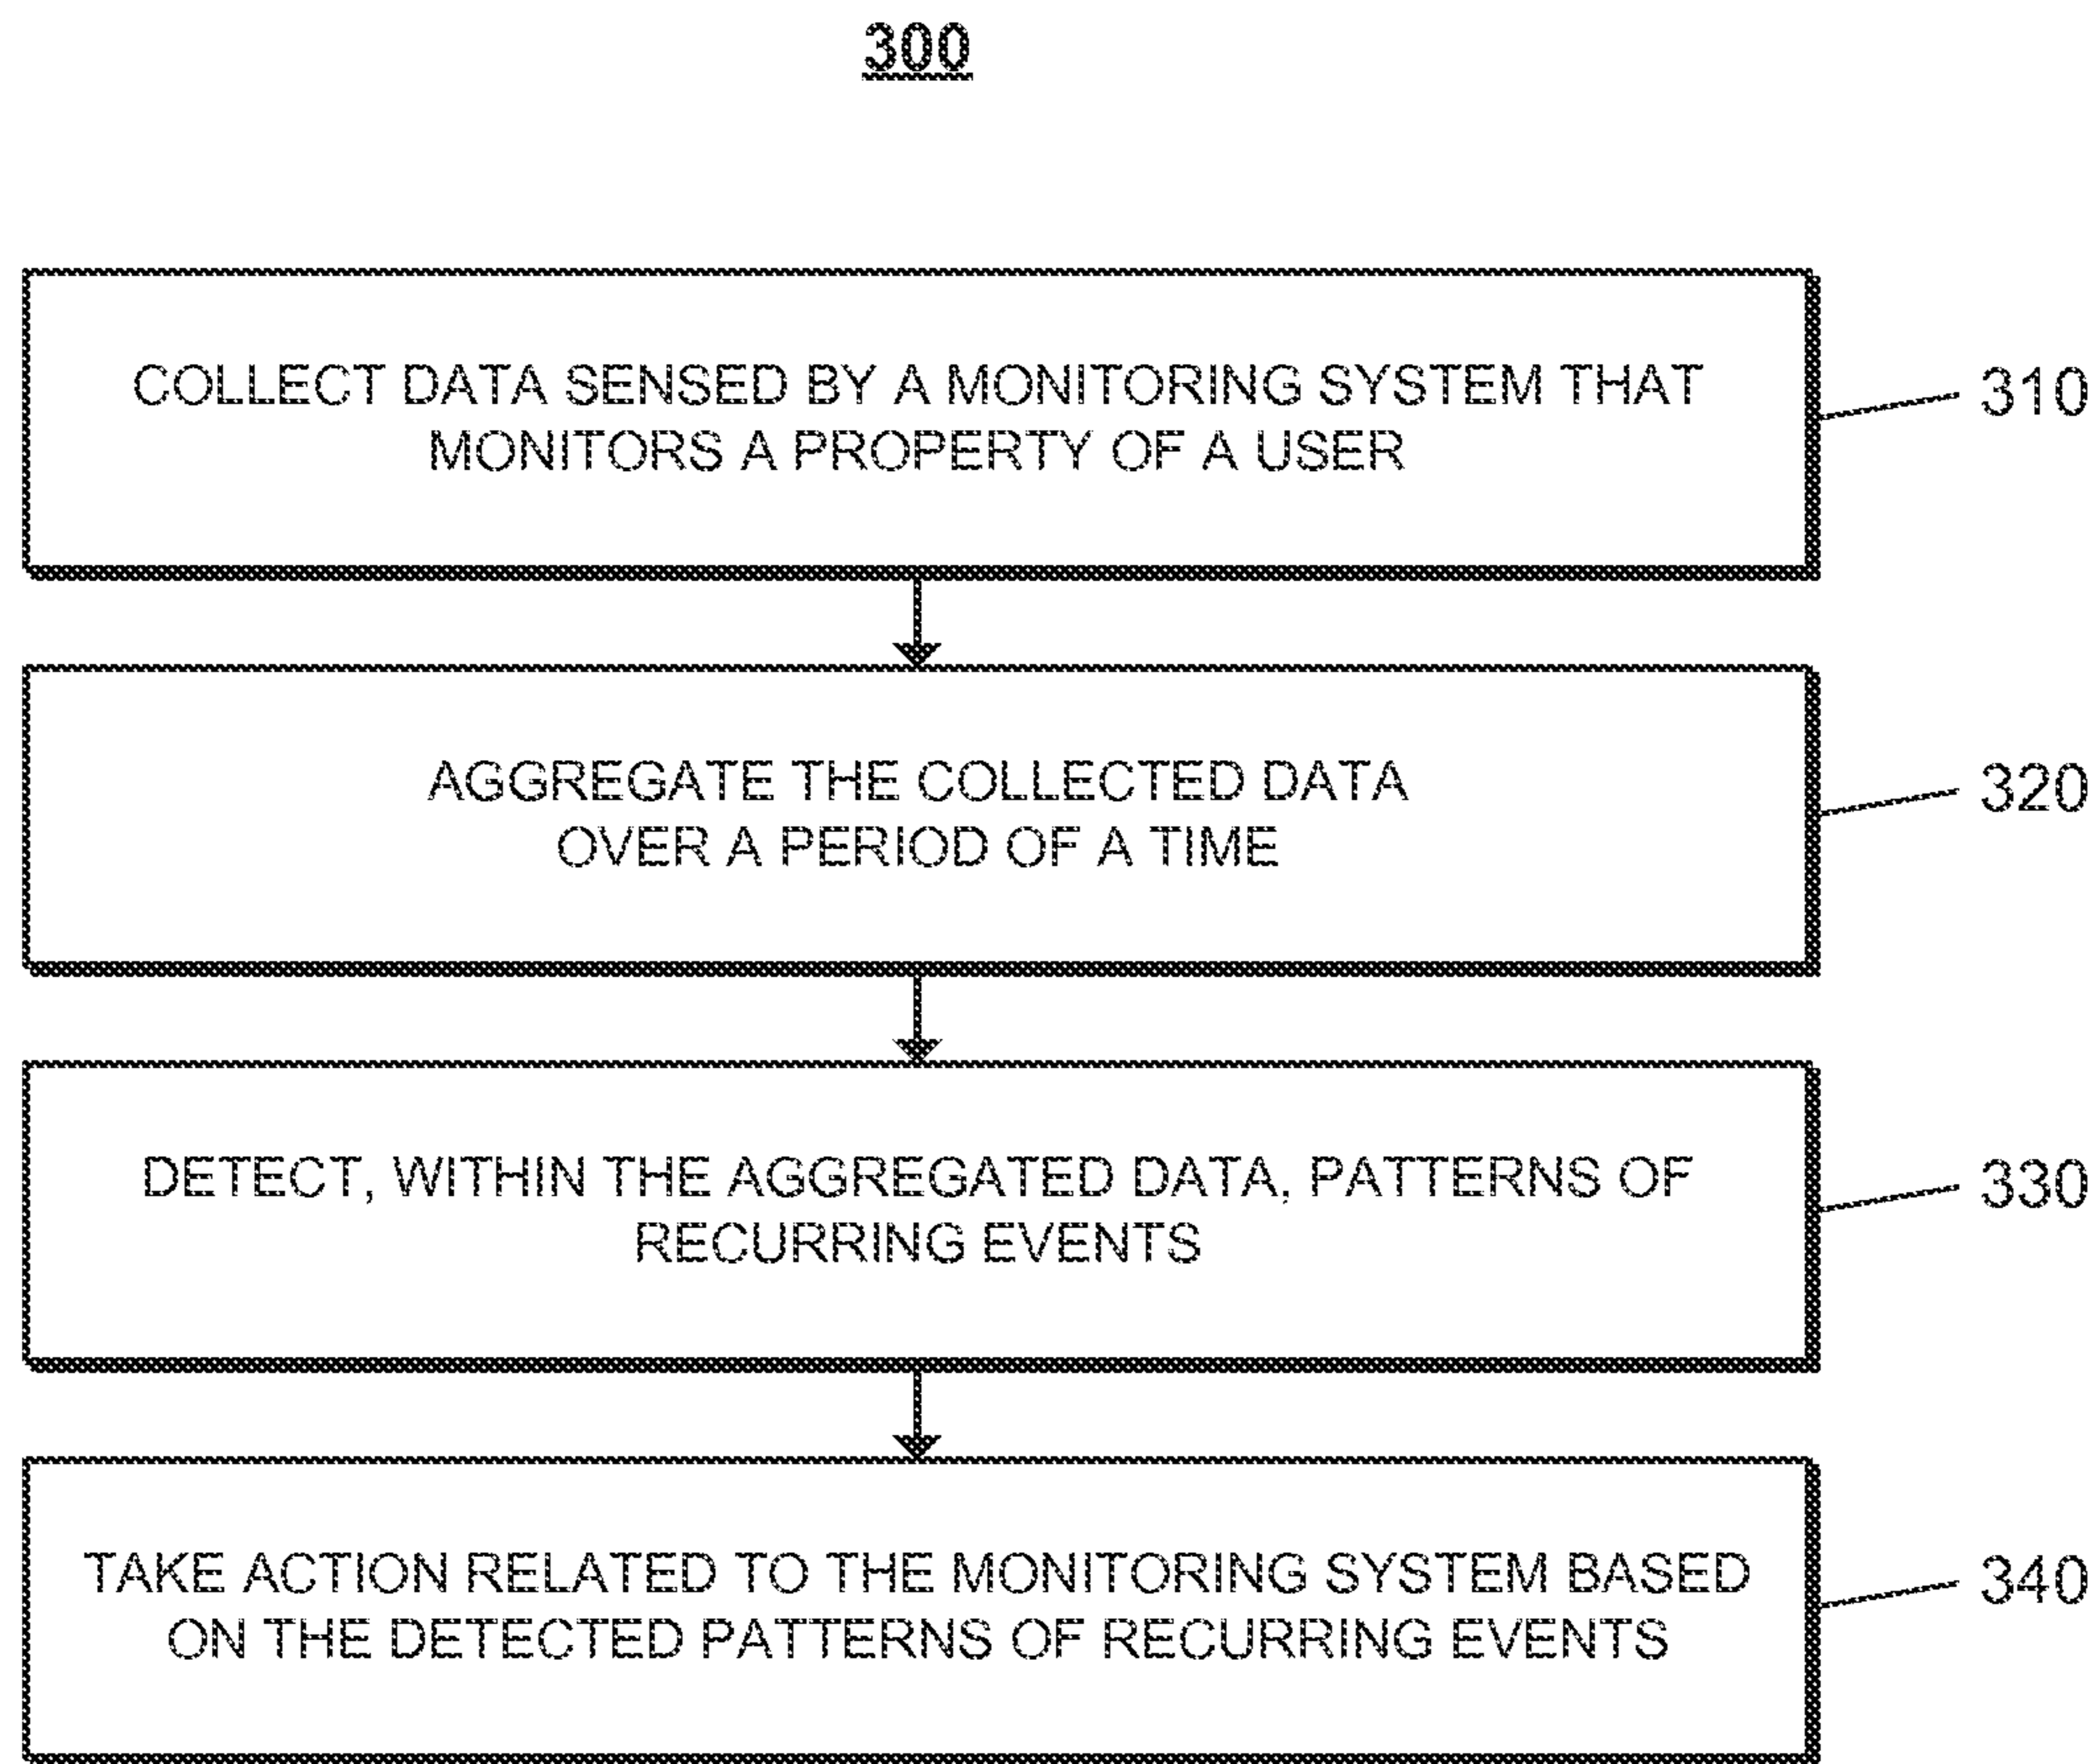 300
COLLECT DATA SENSED BY A MONITORING SYSTEM THAT
MONITORS A PROPERTY OF A USER
310
AGGREGATE THE COLLECTED DATA
OVER A PERIOD OF A TIME
320
DETECT, WITHIN THE AGGREGATED DATA, PATTERNS OF
RECURRING EVENTS
330
TAKE ACTION RELATED TO THE MONITORING SYSTEM BASED
ON THE DETECTED PATTERNS OF RECURRING EVENTS
340